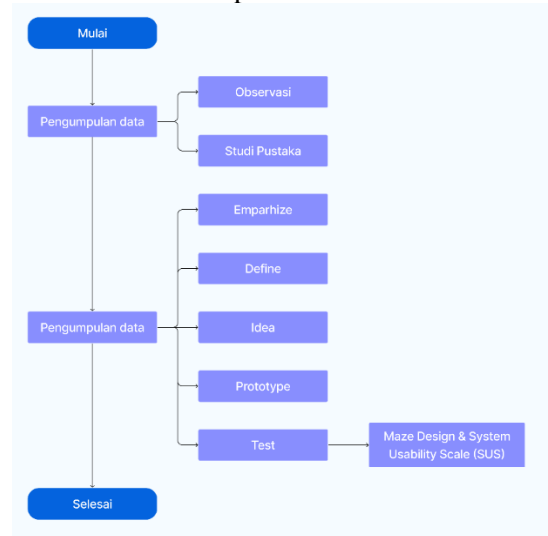 Mulai
Pengumpulan data
Observasi
Studi Pustaka
Emparhize
Define
Pengumpulan data
Idea
Prototype
Test
Maze Design & System
Usability Scale (SUS)
Selesai